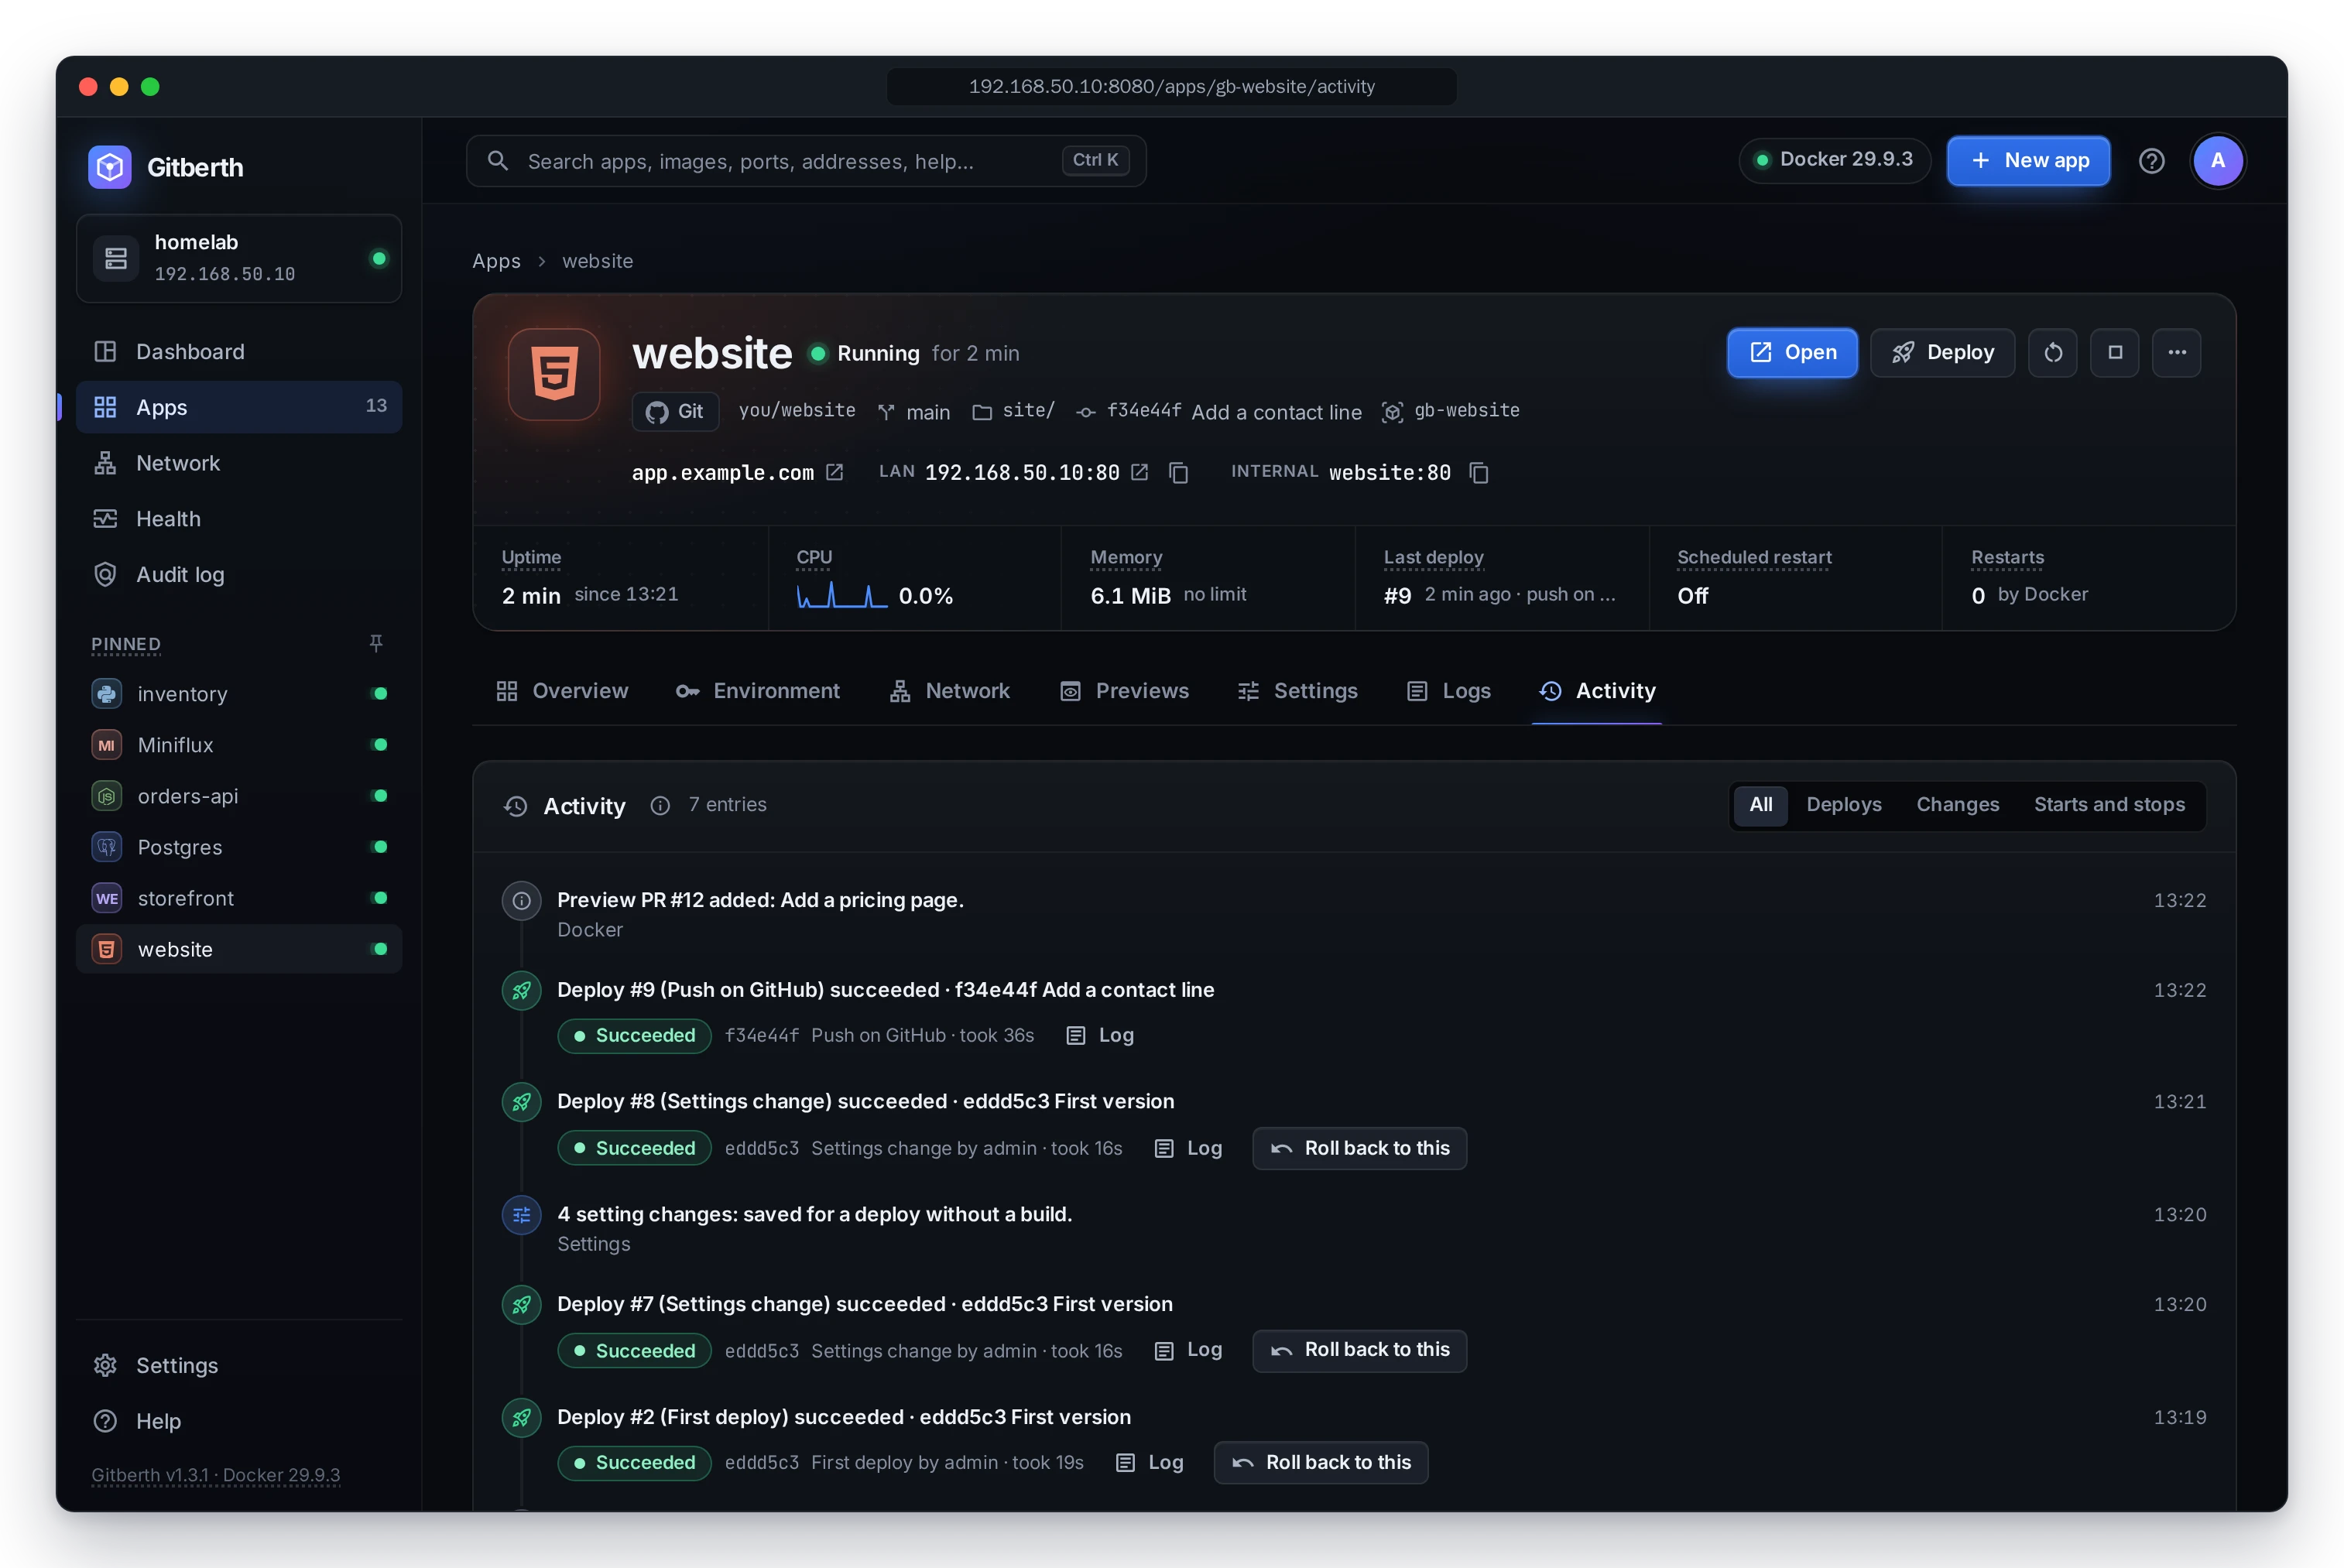 192.168.50.10:8080/apps/gb-website/activity
Gitberth
Search apps, images, ports, addresses, help... Ctrl K
Docker 29.9.3
New app
A
homelab
192.168.50.10
Dashboard
Apps 13
Network
Health
Audit log
PINNED
inventory
MI Miniflux
JS orders-api
Postgres
WE storefront
5 website
Settings
Help
Gitberth v1.3.1 · Docker 29.9.3
Apps > website
5
website Running for 2 min
Open Deploy
Git you/website main site/ f34e44f Add a contact line gb-website
app.example.com LAN 192.168.50.10:80 INTERNAL website:80
Uptime CPU Memory Last deploy Scheduled restart Restarts
2 min since 13:21 0.0% 6.1 MiB no limit #9 2 min ago · push on ... Off 0 by Docker
Overview Environment Network Previews Settings Logs Activity
Activity 7 entries All Deploys Changes Starts and stops
Preview PR #12 added: Add a pricing page. 13:22
Docker
Deploy #9 (Push on GitHub) succeeded · f34e44f Add a contact line 13:22
Succeeded f34e44f Push on GitHub · took 36s Log
Deploy #8 (Settings change) succeeded · eddd5c3 First version 13:21
Succeeded eddd5c3 Settings change by admin · took 16s Log Roll back to this
4 setting changes: saved for a deploy without a build. 13:20
Settings
Deploy #7 (Settings change) succeeded · eddd5c3 First version 13:20
Succeeded eddd5c3 Settings change by admin · took 16s Log Roll back to this
Deploy #2 (First deploy) succeeded · eddd5c3 First version 13:19
Succeeded eddd5c3 First deploy by admin · took 19s Log Roll back to this